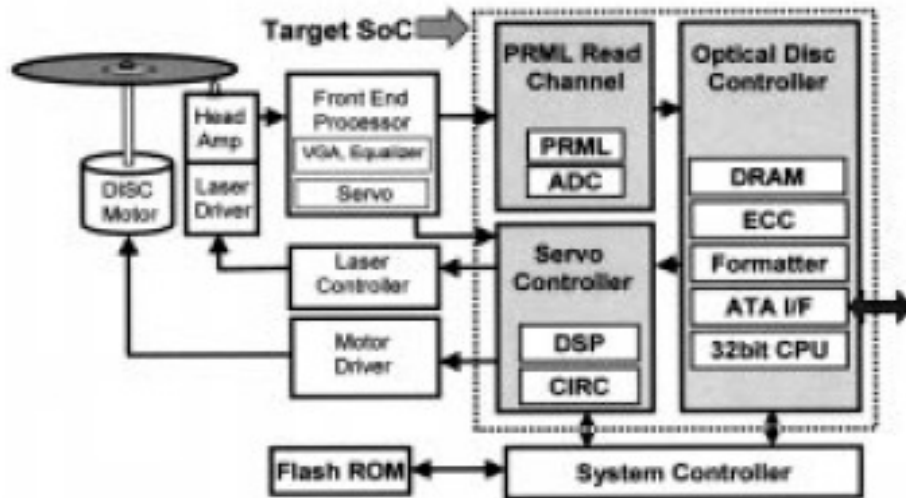 Target SoC
PRML Read
Channel
PRML
ADC
Optical Disc
Controller
DRAM
ECC
Formatter
ATA I/F
32bit CPU
Head
Amp
Laser
Driver
Front End
Processor
VGA, Equalizer
Servo
DISC
Motor
Laser
Controller
Motor
Driver
Servo
Controller
DSP
CIRC
Flash ROM
System Controller